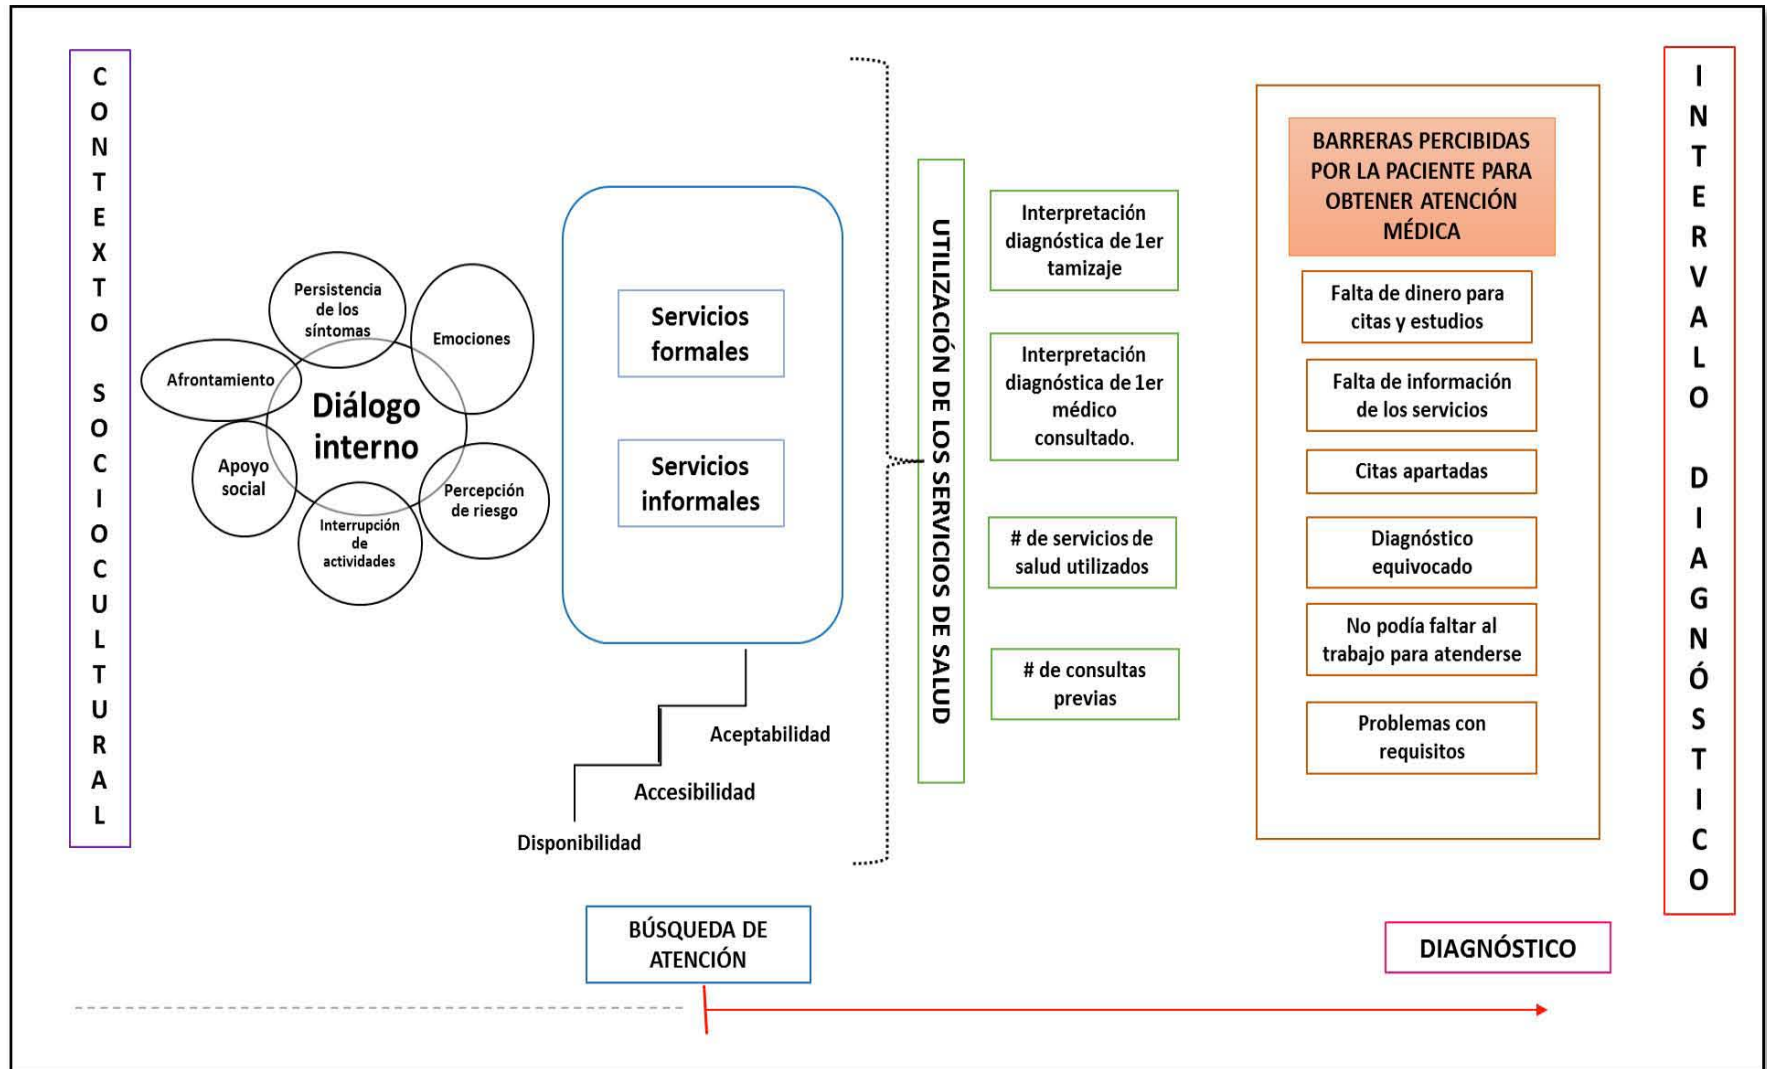 CONTEXTO SOCIOCULTURAL
Persistencia
de los
síntomas
Emociones
Afrontamiento
Diálogo
interno
Apoyo
social
Percepción
de riesgo
Interrupción
de
actividades
Servicios
formales
Servicios
informales
Aceptabilidad
Accesibilidad
Disponibilidad
UTILIZACIÓN DE LOS SERVICIOS DE SALUD
Interpretación
diagnóstica de 1er
tamizaje
Interpretación
diagnóstica de 1er
médico
consultado.
# de servicios de
salud utilizados
# de consultas
previas
BARRERAS PERCIBIDAS
POR LA PACIENTE PARA
OBTENER ATENCIÓN
MÉDICA
Falta de dinero para
citas y estudios
Falta de información
de los servicios
Citas apartadas
Diagnóstico
equivocado
No podía faltar al
trabajo para atenderse
Problemas con
requisitos
INTERVALO DIAGNÓSTICO
BÚSQUEDA DE
ATENCIÓN
DIAGNÓSTICO